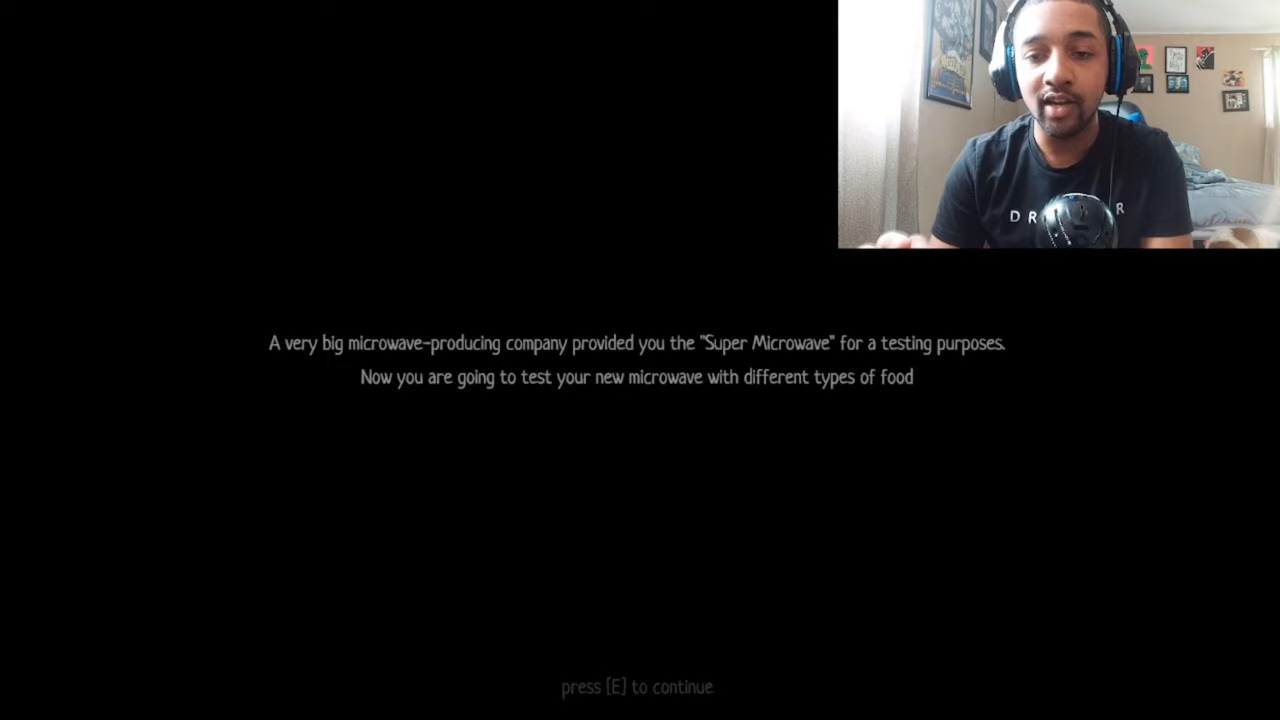 A very big microwave-producing company provided you the "Super Microwave" for a testing purposes.
Now you are going to test your new microwave with different types of food
press [E] to continue